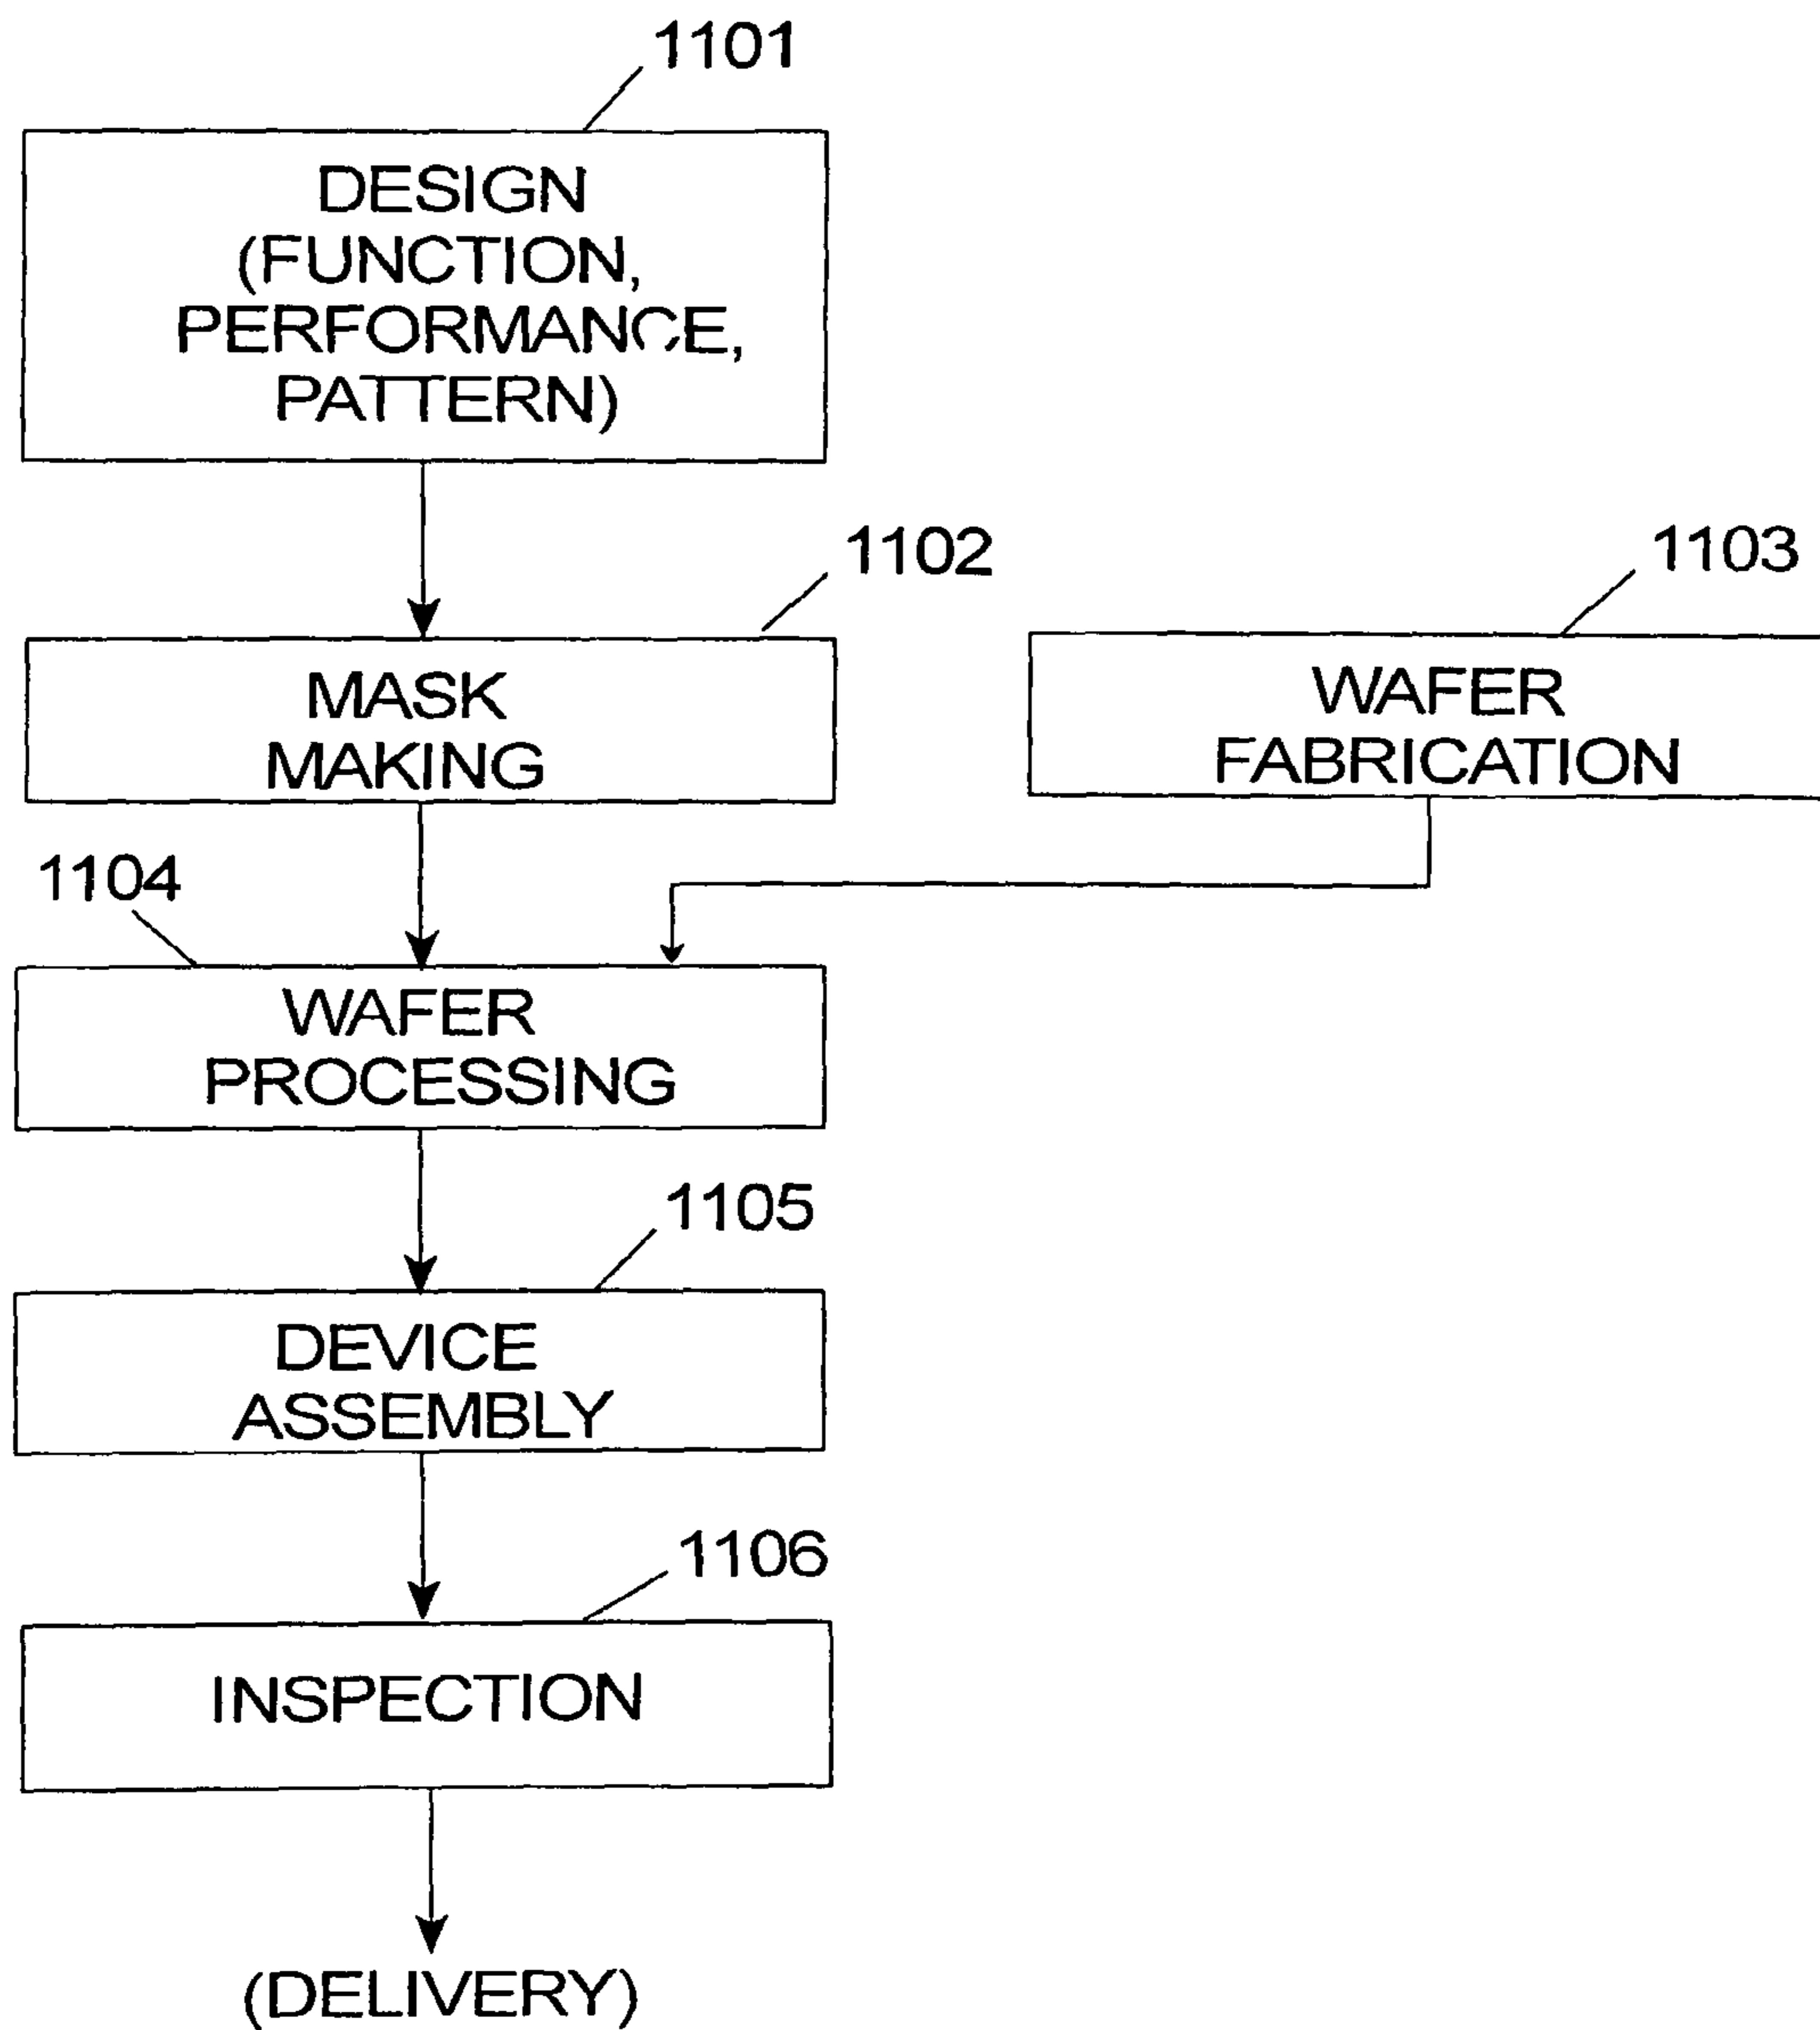 1101
DESIGN
(FUNCTION,
PERFORMANCE,
PATTERN)
1102
MASK
MAKING
1103
WAFER
FABRICATION
1104
WAFER
PROCESSING
1105
DEVICE
ASSEMBLY
1106
INSPECTION
(DELIVERY)